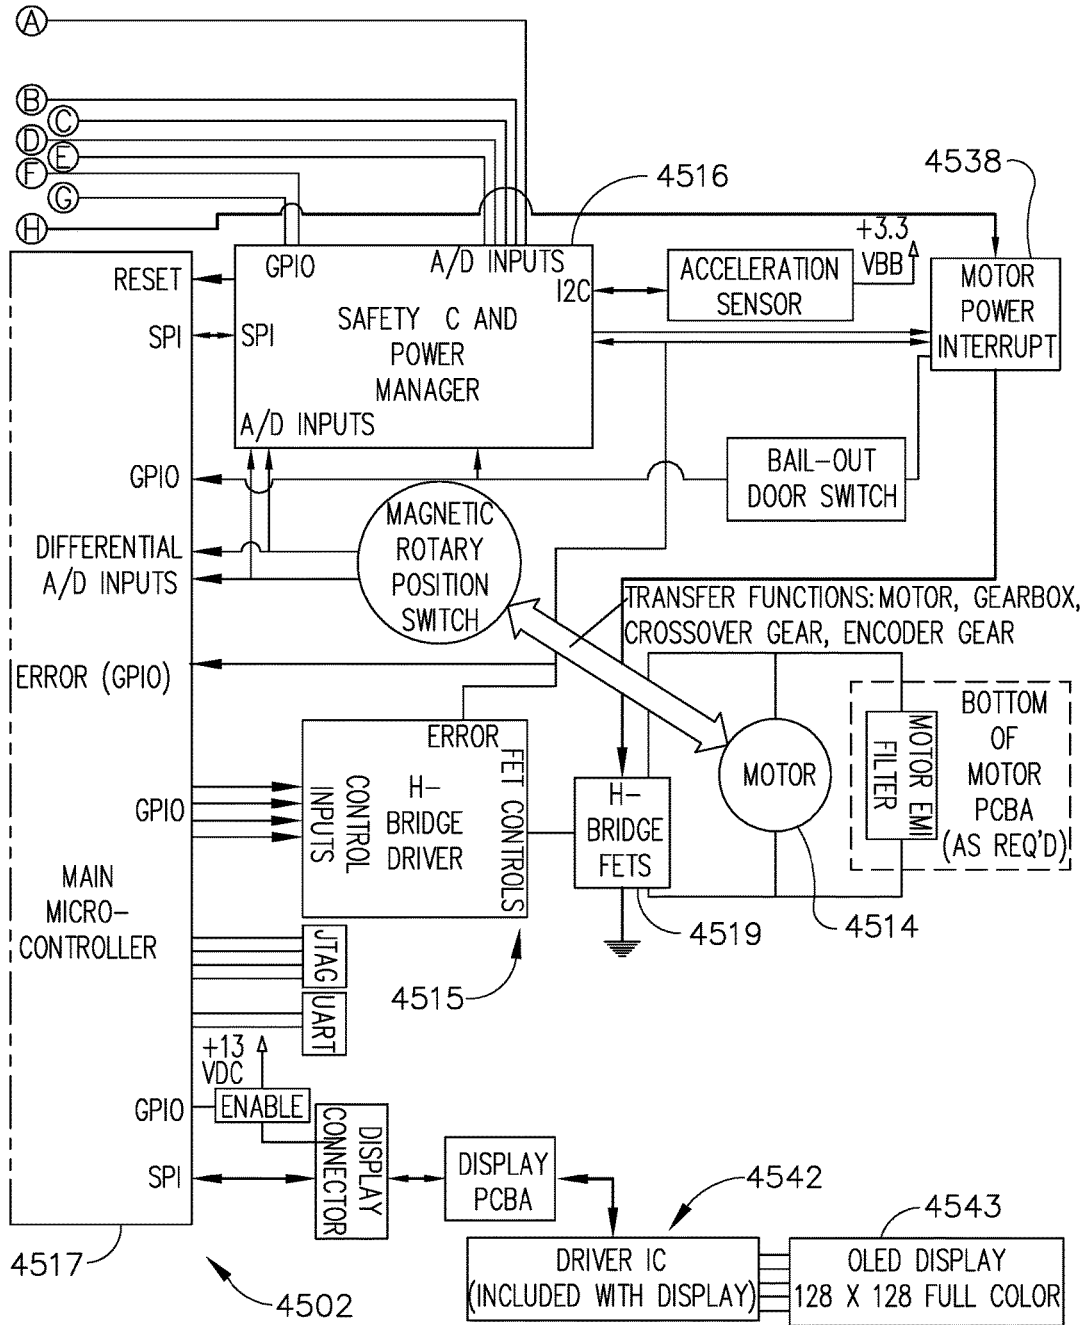 A
B
C
D
E
F
G
H
4516
4538
+3.3
VBB
RESET
GPIO
A/D INPUTS
I2C
ACCELERATION
SENSOR
MOTOR
POWER
INTERRUPT
SPI
SPI
SAFETY C AND
POWER
MANAGER
A/D INPUTS
GPIO
BAIL-OUT
DOOR SWITCH
DIFFERENTIAL
A/D INPUTS
MAGNETIC
ROTARY
POSITION
SWITCH
TRANSFER FUNCTIONS: MOTOR, GEARBOX,
CROSSOVER GEAR, ENCODER GEAR
ERROR (GPIO)
ERROR
FET CONTROLS
CONTROL
INPUTS
H-
BRIDGE
DRIVER
GPIO
H-
BRIDGE
FETS
MOTOR
MOTOR EMI
FILTER
BOTTOM
OF
MOTOR
PCBA
(AS REQ'D)
MAIN
MICRO-
CONTROLLER
4519
4514
JTAG
4515
UART
+13
VDC
GPIO
ENABLE
DISPLAY
CONNECTOR
SPI
DISPLAY
PCBA
4542
4543
4517
4502
DRIVER IC
(INCLUDED WITH DISPLAY)
OLED DISPLAY
128 X 128 FULL COLOR